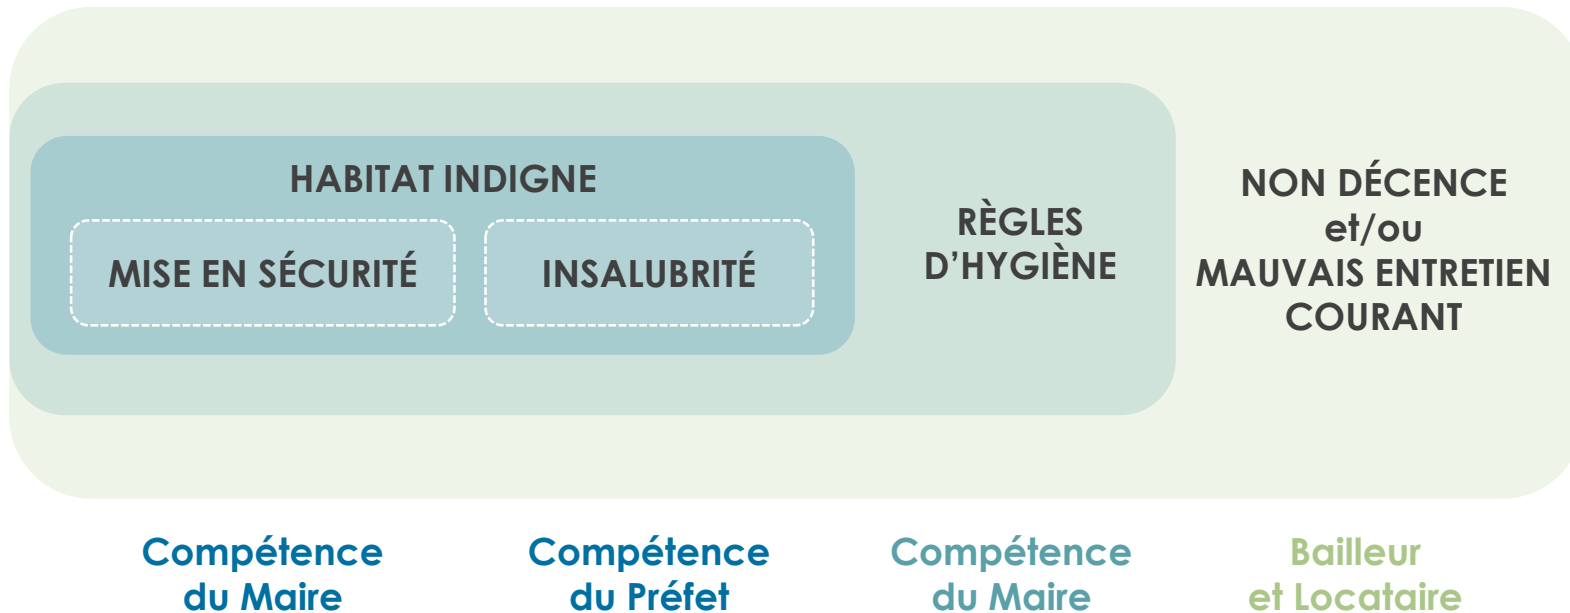 HABITAT INDIGNE
MISE EN SÉCURITÉ
INSALUBRITÉ
RÈGLES
D’HYGIÈNE
NON DÉCENCE
et/ou
MAUVAIS ENTRETIEN
COURANT
Compétence
du Maire
Compétence
du Préfet
Compétence
du Maire
Bailleur
et Locataire